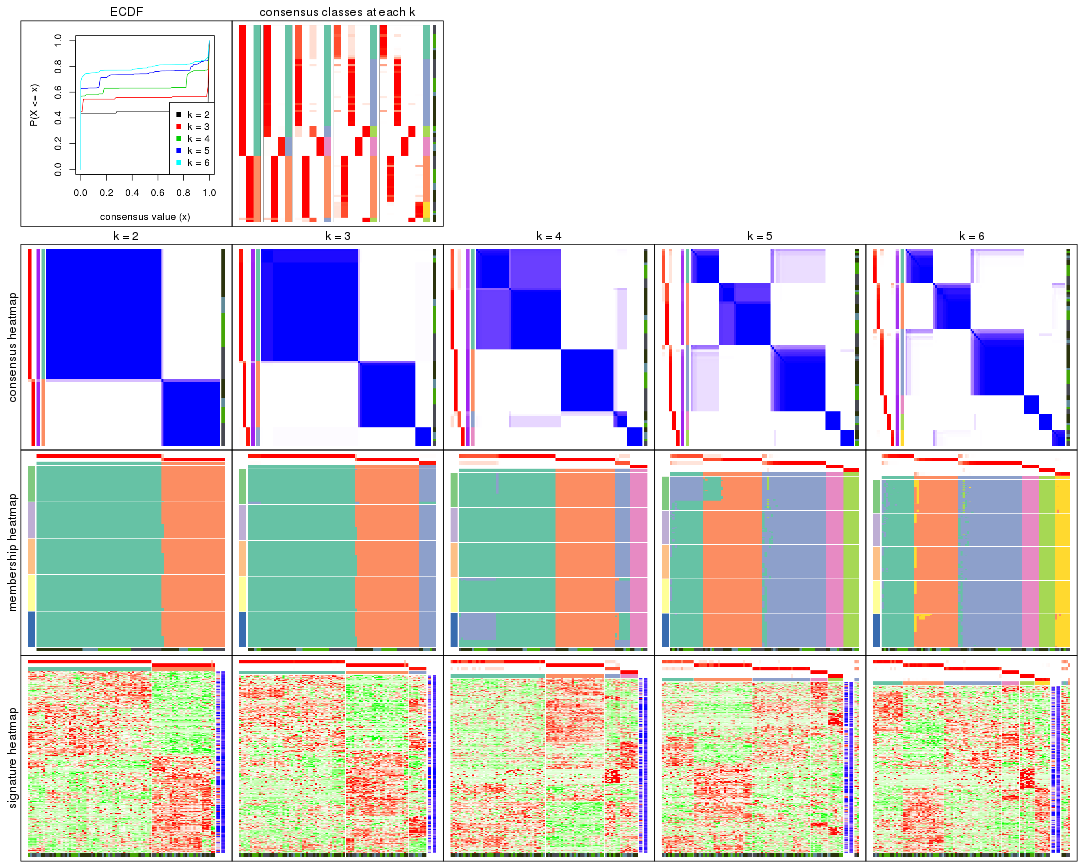 ECDF
consensus classes at each k
P(X <= x)
0.0
0.2
0.4
0.6
0.8
1.0
k = 2
k = 3
k = 4
k = 5
k = 6
0.0 0.2 0.4 0.6 0.8 1.0
consensus value (x)
k = 2
k = 3
k = 4
k = 5
k = 6
consensus heatmap
membership heatmap
signature heatmap